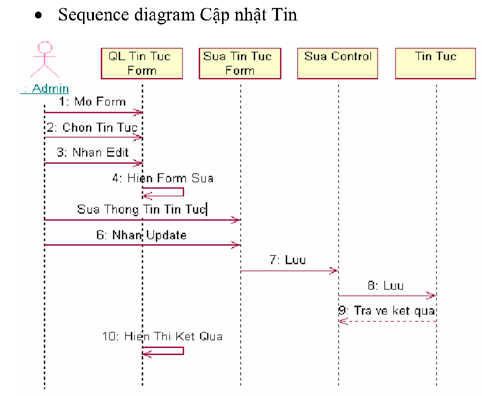 • Sequence diagram Cập nhật Tin
QL Tin Tuc
Form
Sua Tin Tuc
Form
Sua Control
Tin Tuc
: Admin
1: Mo Form
2: Chon Tin Tuc
3: Nhan Edit
4: Hien Form Sua
Sua Thong Tin Tin Tuc
6: Nhan Update
7: Luu
8: Luu
9: Tra ve ket qua
10: Hien Thi Ket Qua